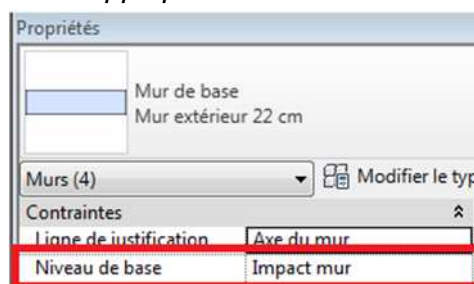 Propriétés
Mur de base
Mur extérieur 22 cm
Murs (4)
Modifier le typ
Contraintes
Ligne de justification Axe du mur
Niveau de base Impact mur